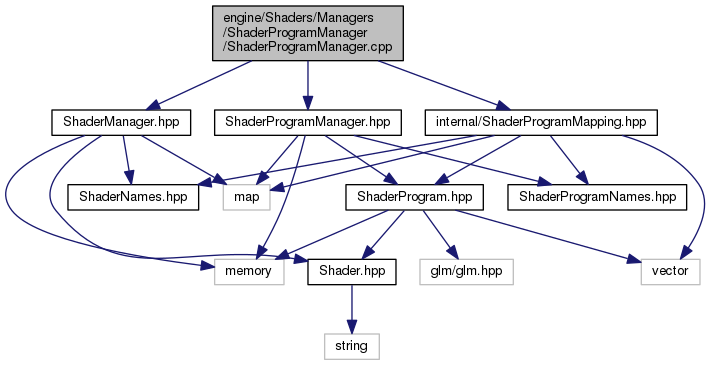 engine/Shaders/Managers
/ShaderProgramManager
/ShaderProgramManager.cpp
ShaderManager.hpp
ShaderProgramManager.hpp
internal/ShaderProgramMapping.hpp
ShaderNames.hpp
map
ShaderProgram.hpp
ShaderProgramNames.hpp
memory
Shader.hpp
glm/glm.hpp
vector
string